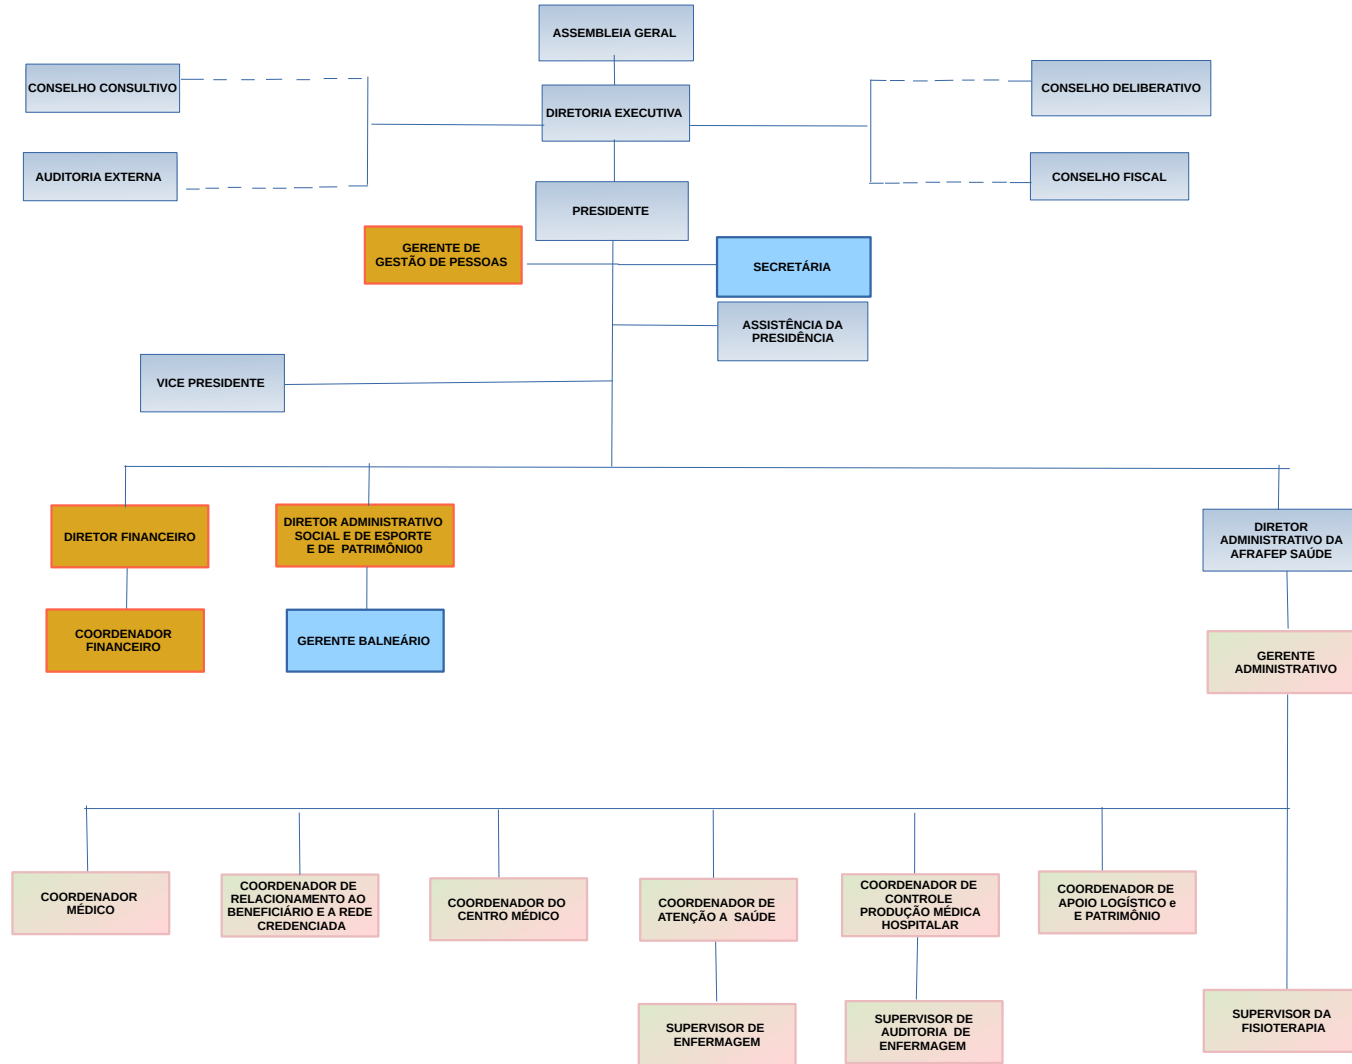 ASSEMBLEIA GERAL
CONSELHO CONSULTIVO
DIRETORIA EXECUTIVA
CONSELHO DELIBERATIVO
AUDITORIA EXTERNA
CONSELHO FISCAL
PRESIDENTE
GERENTE DE
GESTÃO DE PESSOAS
SECRETÁRIA
ASSISTÊNCIA DA
PRESIDÊNCIA
VICE PRESIDENTE
DIRETOR FINANCEIRO
DIRETOR ADMINISTRATIVO
SOCIAL E DE ESPORTE
E DE  PATRIMÔNIO0
DIRETOR
ADMINISTRATIVO DA
AFRAFEP SAÚDE
COORDENADOR
FINANCEIRO
GERENTE BALNEÁRIO
GERENTE
ADMINISTRATIVO
COORDENADOR
MÉDICO
COORDENADOR DE
RELACIONAMENTO AO
BENEFICIÁRIO E A REDE
CREDENCIADA
COORDENADOR DO
CENTRO MÉDICO
COORDENADOR DE
ATENÇÃO A  SAÚDE
COORDENADOR DE
CONTROLE
PRODUÇÃO MÉDICA
HOSPITALAR
COORDENADOR DE
APOIO LOGÍSTICO e
E PATRIMÔNIO
SUPERVISOR DE
ENFERMAGEM
SUPERVISOR DE
AUDITORIA  DE
ENFERMAGEM
SUPERVISOR DA
FISIOTERAPIA